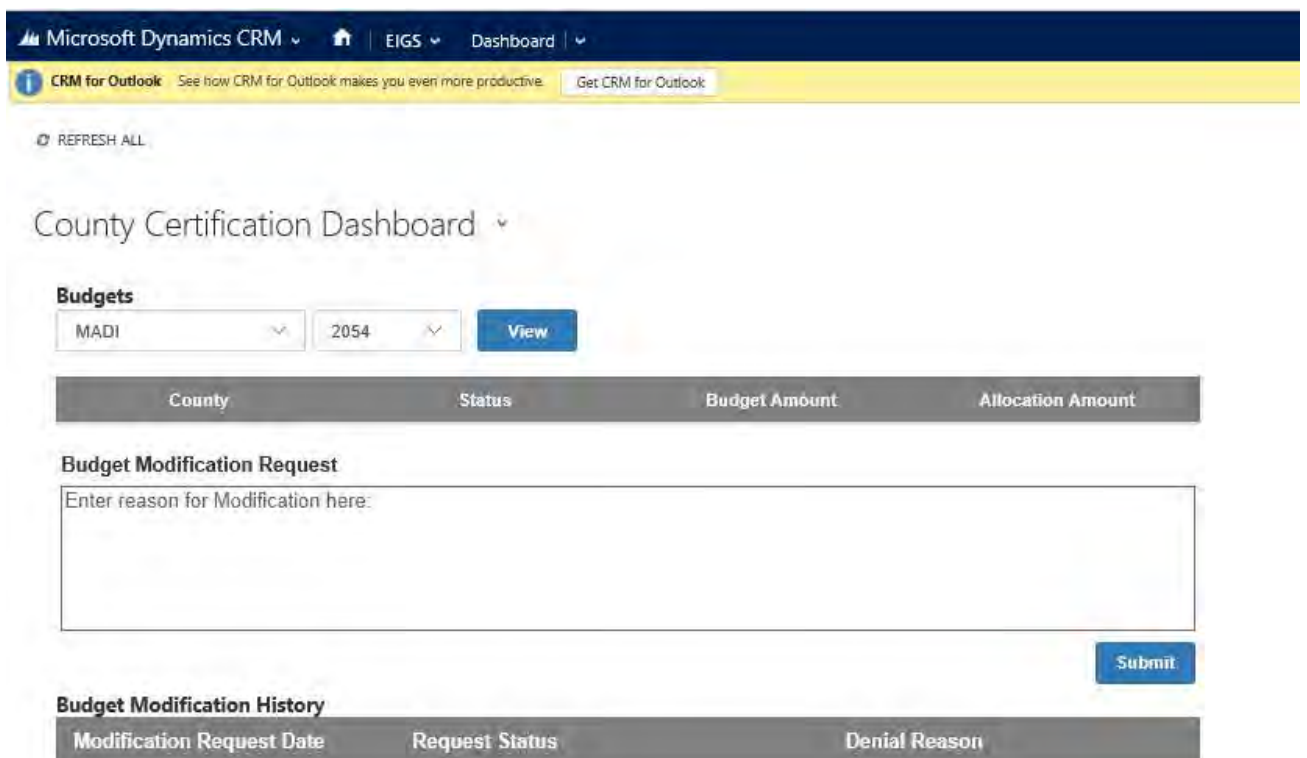 Microsoft Dynamics CRM EIGS Dashboard
CRM for Outlook See how CRM for Outlook makes you even more productive. Get CRM for Outlook
REFRESH ALL
County Certification Dashboard
Budgets
MADI 2054 View
County Status Budget Amount Allocation Amount
Budget Modification Request
Enter reason for Modification here:
Submit
Budget Modification History
Modification Request Date Request Status Denial Reason